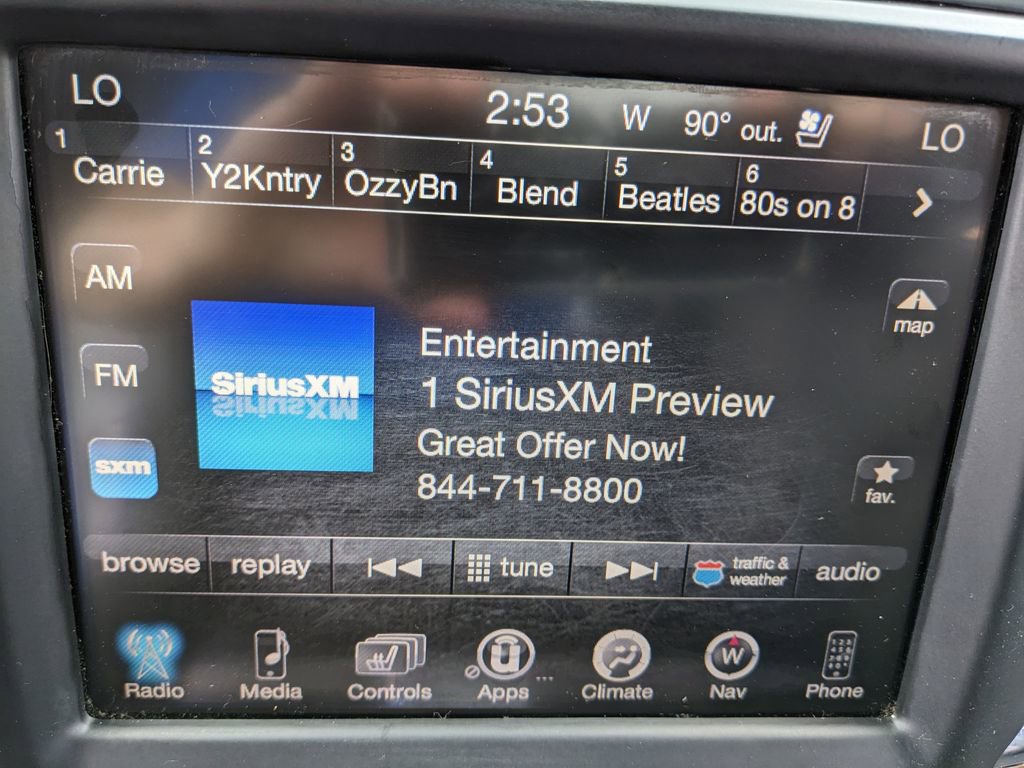 LO 2:53 W 90° out. LO
1 Carrie 2 Y2Kntry 3 OzzyBn 4 Blend 5 Beatles 6 80s on 8
AM
FM
sxm
SiriusXM
Entertainment
1 SiriusXM Preview
Great Offer Now!
844-711-8800
map
fav.
browse replay tune traffic & weather audio
W
Radio Media Controls Apps ... Climate Nav Phone